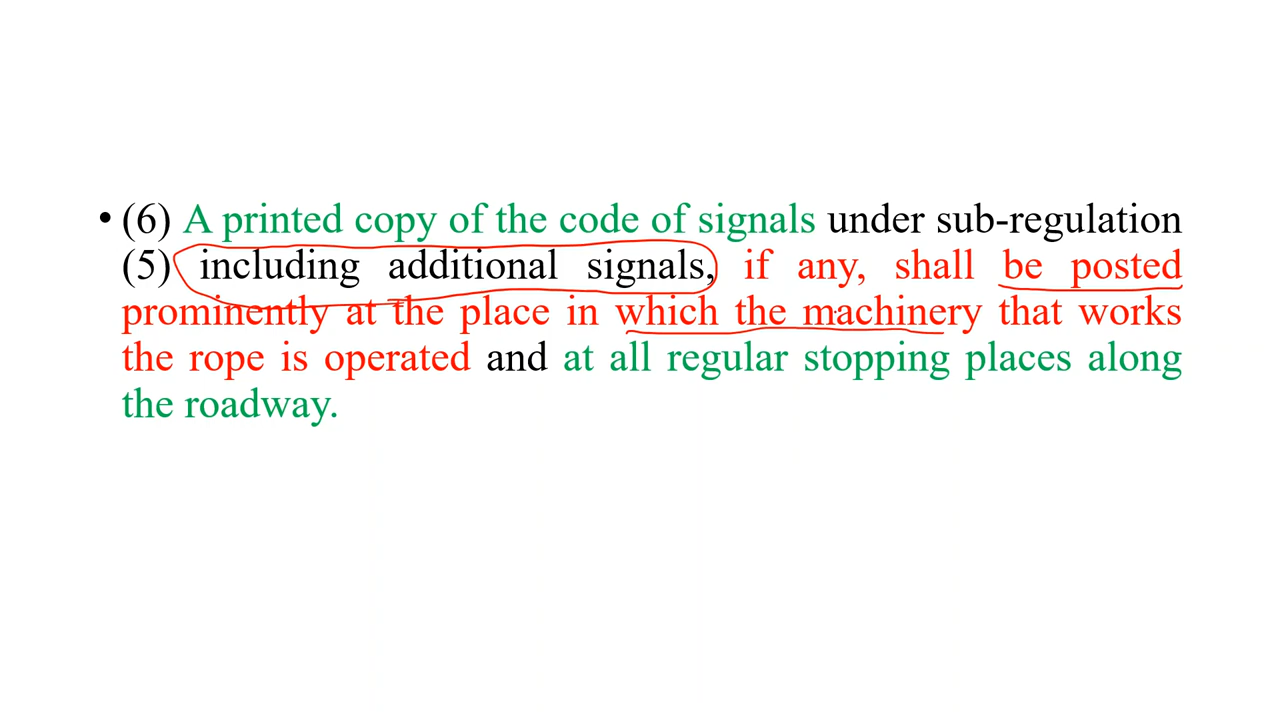 • (6) A printed copy of the code of signals under sub-regulation
(5) including additional signals, if any, shall be posted
prominently at the place in which the machinery that works
the rope is operated and at all regular stopping places along
the roadway.